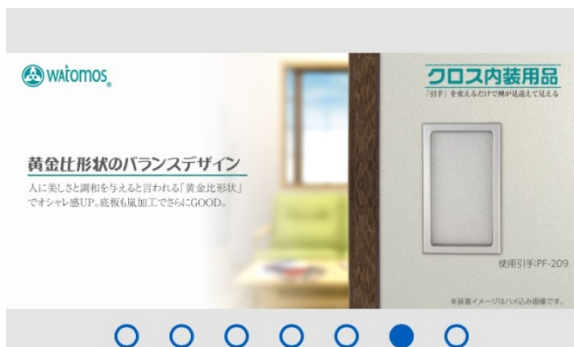 watomos
クロス内装用品
「引手」を変えるだけで襖が見違えて見える
黄金比形状のバランスデザイン
人に美しさと調和を与えると言われる「黄金比形状」
でオシャレ感UP。底板も嵐加工でさらにGOOD。
使用引手:PF-209
※装着イメージはハメ込み画像です。